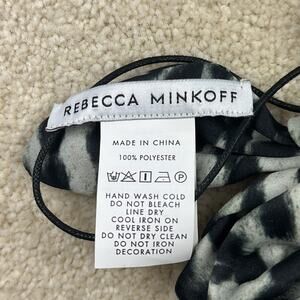 REBECCA MINKOFF
MADE IN CHINA
100% POLYESTER
HAND WASH COLD
DO NOT BLEACH
LINE DRY
COOL IRON ON
REVERSE SIDE
DO NOT DRY CLEAN
DO NOT IRON
DECORATION